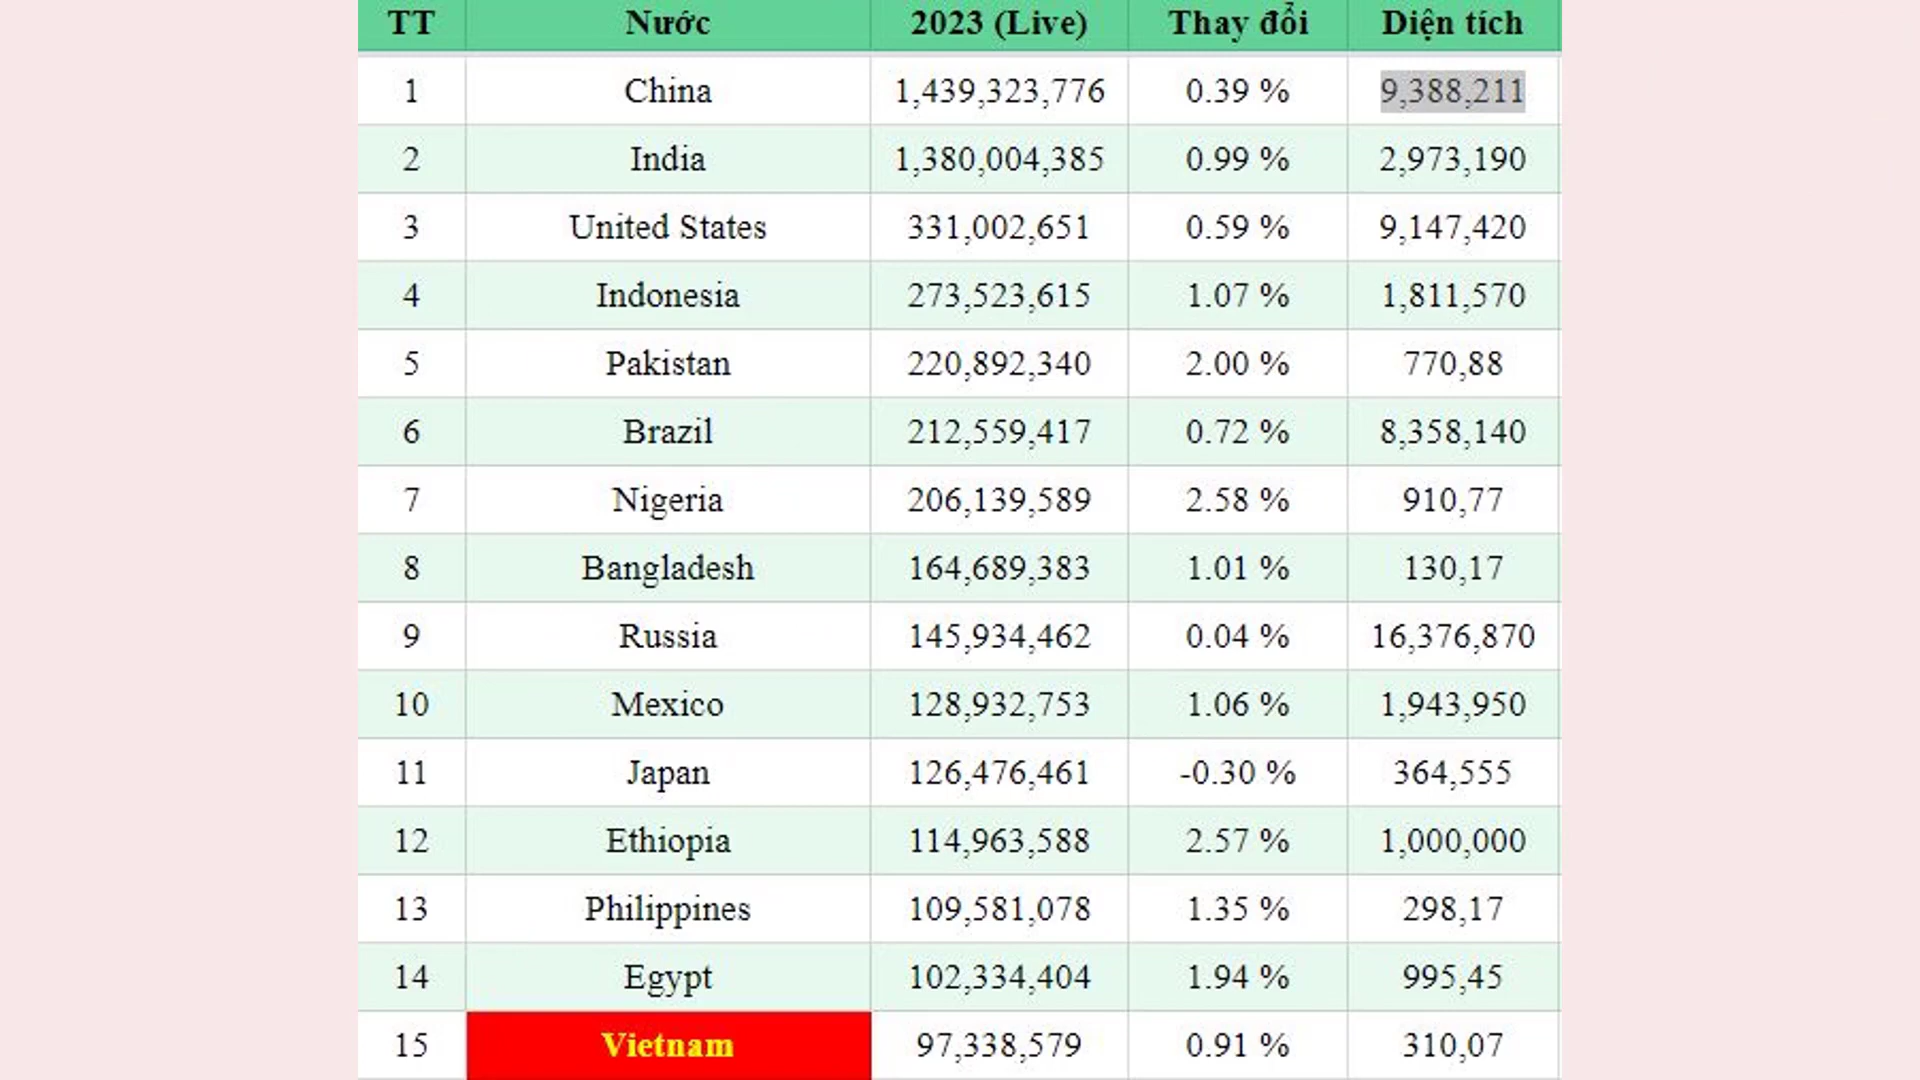 TT Nước 2023 (Live) Thay đổi Diện tích
1 China 1,439,323,776 0.39 % 9,388,211
2 India 1,380,004,385 0.99 % 2,973,190
3 United States 331,002,651 0.59 % 9,147,420
4 Indonesia 273,523,615 1.07 % 1,811,570
5 Pakistan 220,892,340 2.00 % 770,88
6 Brazil 212,559,417 0.72 % 8,358,140
7 Nigeria 206,139,589 2.58 % 910,77
8 Bangladesh 164,689,383 1.01 % 130,17
9 Russia 145,934,462 0.04 % 16,376,870
10 Mexico 128,932,753 1.06 % 1,943,950
11 Japan 126,476,461 -0.30 % 364,555
12 Ethiopia 114,963,588 2.57 % 1,000,000
13 Philippines 109,581,078 1.35 % 298,17
14 Egypt 102,334,404 1.94 % 995,45
15 Vietnam 97,338,579 0.91 % 310,07